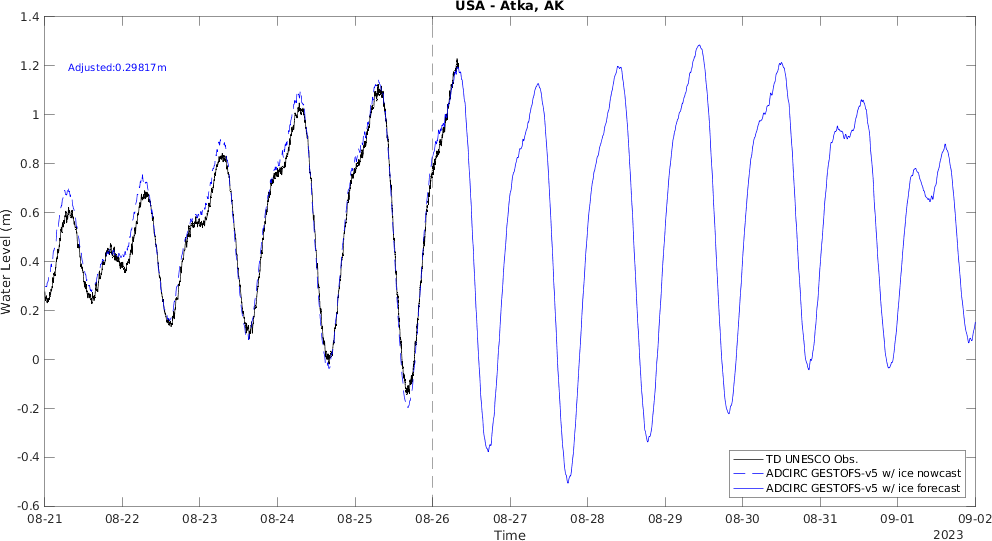 USA - Atka, AK
Adjusted:0.29817m
Water Level (m)
1.4
1.2
1
0.8
0.6
0.4
0.2
0
-0.2
-0.4
-0.6
TD UNESCO Obs.
ADCIRC GESTOFS-v5 w/ ice nowcast
ADCIRC GESTOFS-v5 w/ ice forecast
08-21 08-22 08-23 08-24 08-25 08-26 08-27 08-28 08-29 08-30 08-31 09-01 09-02
Time
2023